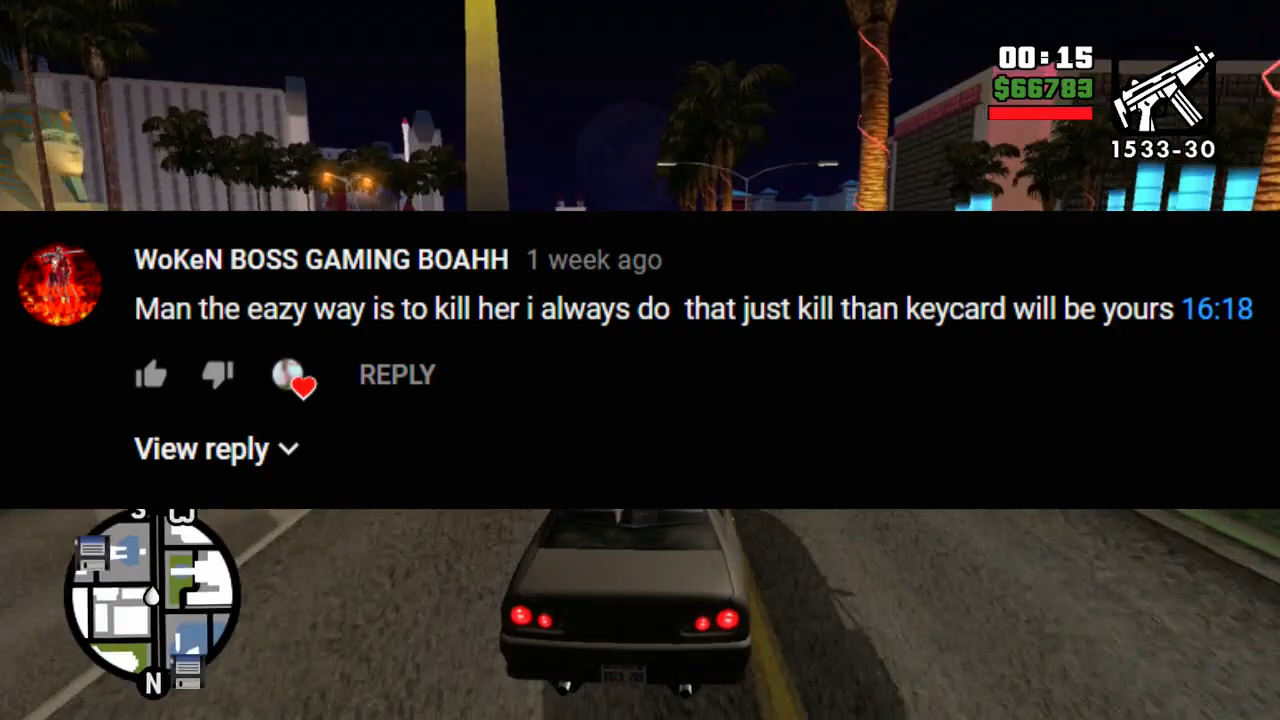 00:15
$66783
1533-30
WoKeN BOSS GAMING BOAHH 1 week ago
Man the eazy way is to kill her i always do  that just kill than keycard will be yours 16:18
REPLY
View reply
S W
N